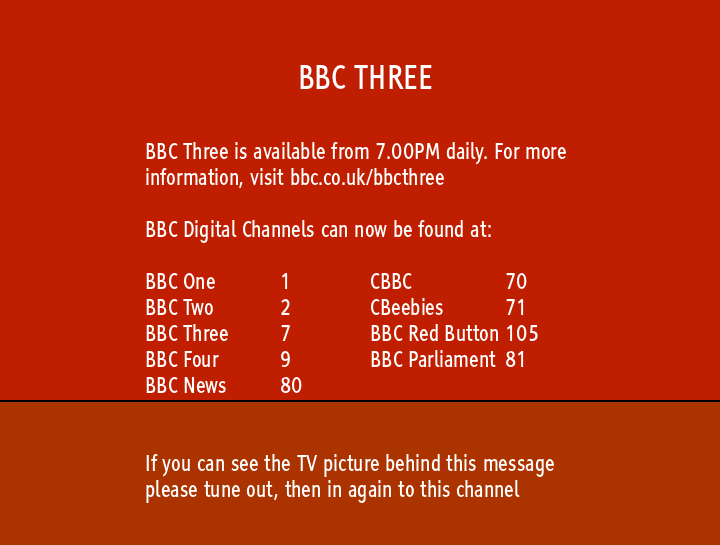 BBC THREE
BBC Three is available from 7.00PM daily. For more
information, visit bbc.co.uk/bbcthree
BBC Digital Channels can now be found at:
BBC One 1 CBBC 70
BBC Two 2 CBeebies 71
BBC Three 7 BBC Red Button 105
BBC Four 9 BBC Parliament 81
BBC News 80
If you can see the TV picture behind this message
please tune out, then in again to this channel